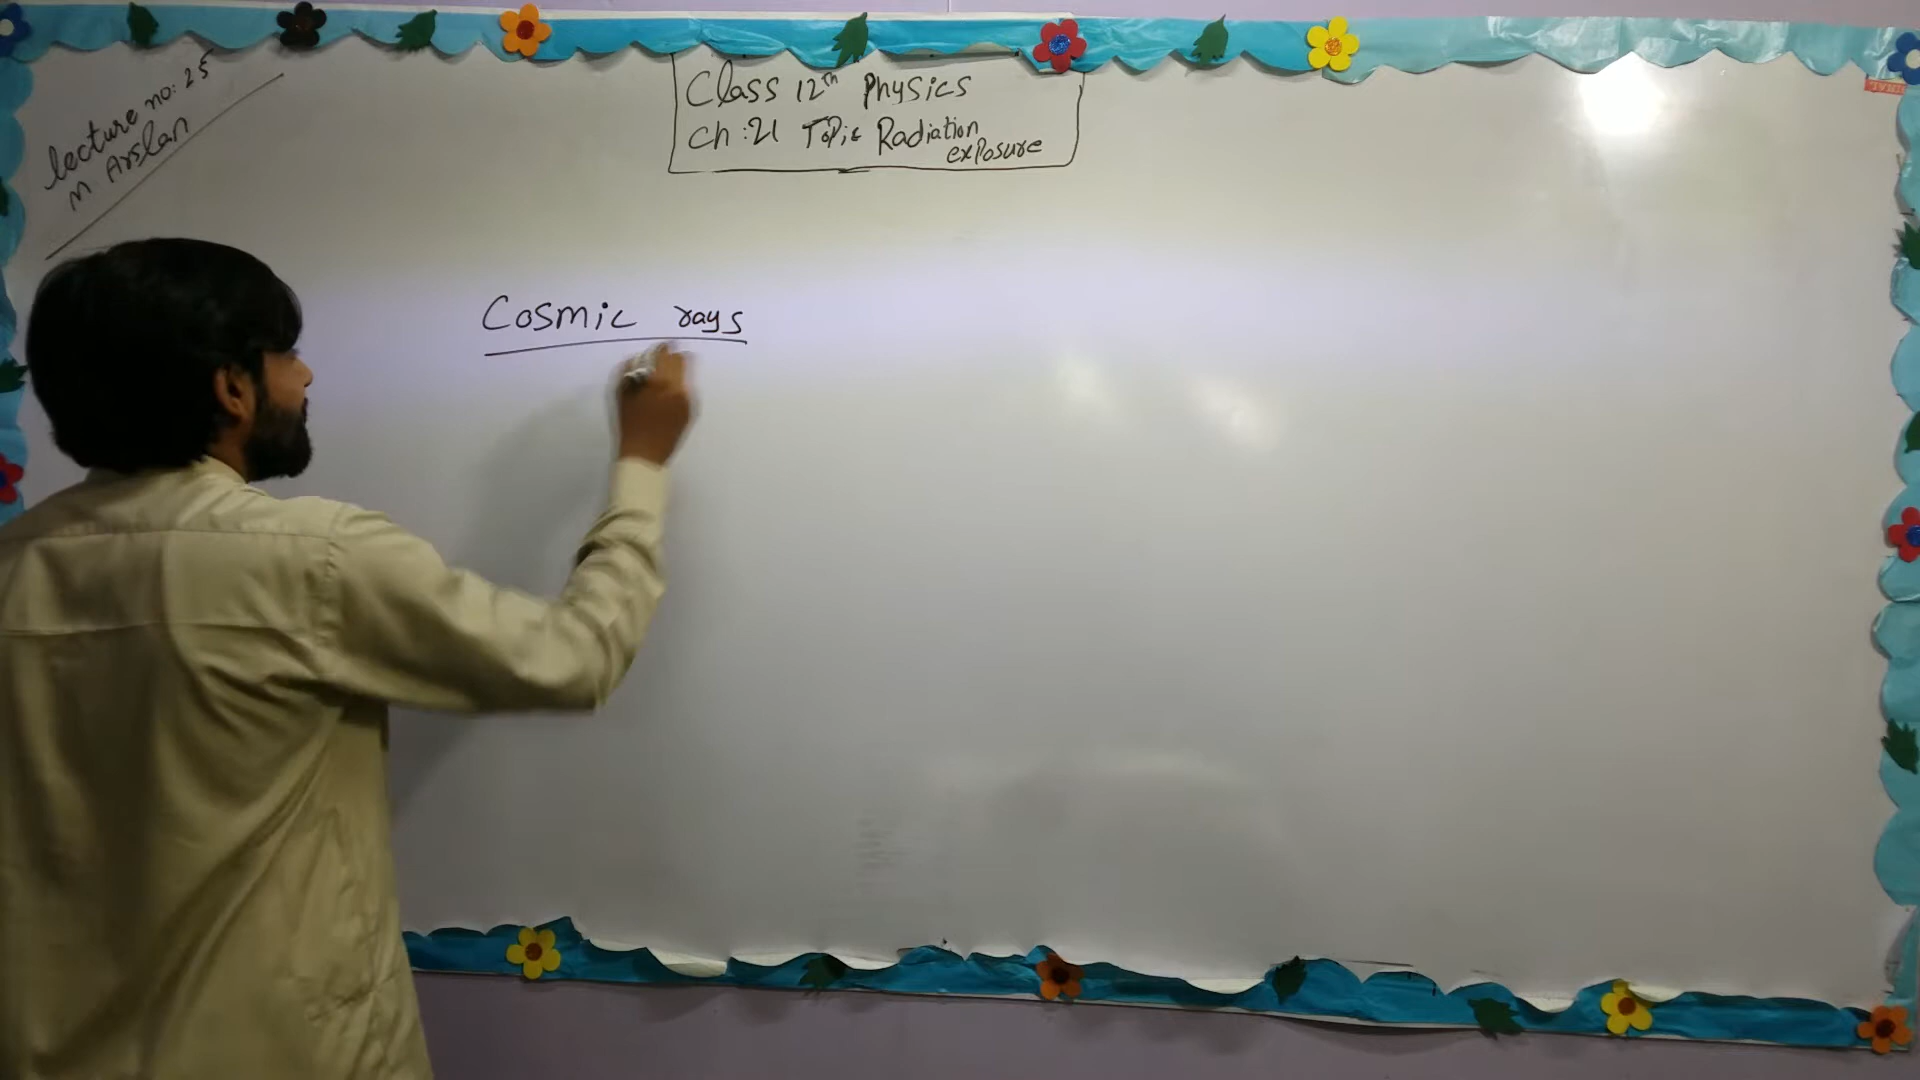 lecture no: 25
M Arslan
Class 12th Physics
Ch: 21 Topic Radiation
exposure
Cosmic rays